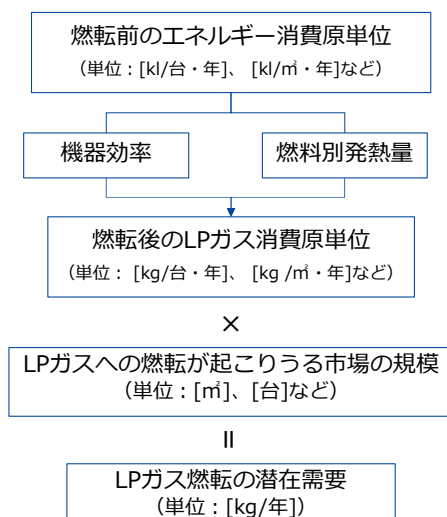 燃転前のエネルギー消費原単位
（単位：[kl/台・年]、 [kl/㎡・年]など）
機器効率
燃料別発熱量
燃転後のLPガス消費原単位
（単位： [kg/台・年]、 [kg /㎡・年]など）
×
LPガスへの燃転が起こりうる市場の規模
（単位：[㎡]、[台]など）
＝
LPガス燃転の潜在需要
（単位：[kg/年]）